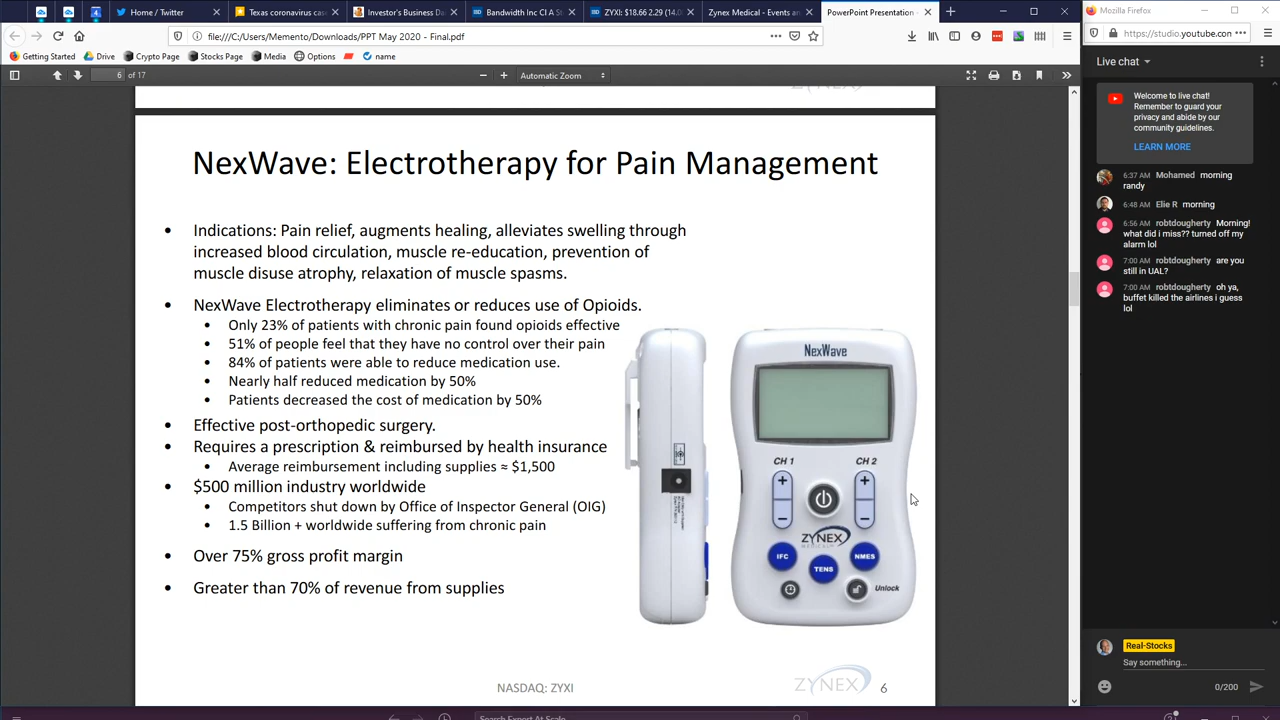 Home / Twitter
Texas coronavirus cas
Investor's Business Da
Bandwidth Inc Cl A S
ZYXI: $18.66 2.29 (14.0
Zynex Medical - Events an
PowerPoint Presentation
file:///C:/Users/Memento/Downloads/PPT May 2020 - Final.pdf
Getting Started
Drive
Crypto Page
Stocks Page
Media
Options
name
6 of 17
Automatic Zoom
NexWave: Electrotherapy for Pain Management
• Indications: Pain relief, augments healing, alleviates swelling through
increased blood circulation, muscle re-education, prevention of
muscle disuse atrophy, relaxation of muscle spasms.
• NexWave Electrotherapy eliminates or reduces use of Opioids.
• Only 23% of patients with chronic pain found opioids effective
• 51% of people feel that they have no control over their pain
• 84% of patients were able to reduce medication use.
• Nearly half reduced medication by 50%
• Patients decreased the cost of medication by 50%
• Effective post-orthopedic surgery.
• Requires a prescription & reimbursed by health insurance
• Average reimbursement including supplies ≈ $1,500
• $500 million industry worldwide
• Competitors shut down by Office of Inspector General (OIG)
• 1.5 Billion + worldwide suffering from chronic pain
• Over 75% gross profit margin
• Greater than 70% of revenue from supplies
NexWave
CH 1
CH 2
ZYNEX
MEDICAL
IFC
TENS
NMES
Unlock
NASDAQ: ZYXI
ZYNEX
6
Mozilla Firefox
https://studio.youtube.con
Live chat
Welcome to live chat!
Remember to guard your
privacy and abide by our
community guidelines.
LEARN MORE
6:37 AM Mohamed morning
randy
6:48 AM Elie R morning
6:56 AM robtdougherty Morning!
what did i miss?? turned off my
alarm lol
7:00 AM robtdougherty are you
still in UAL?
7:00 AM robtdougherty oh ya,
buffet killed the airlines i guess
lol
Real-Stocks
Say something...
0/200
Search Expert At Scale